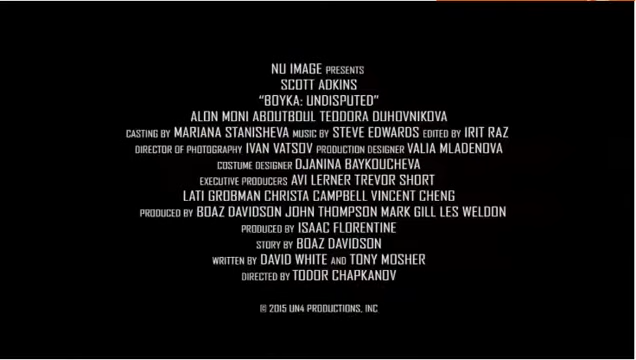 NU IMAGE PRESENTS
SCOTT ADKINS
"BOYKA: UNDISPUTED"
ALON MONI ABOUTBOUL TEODORA DUHOVNIKOVA
CASTING BY MARIANA STANISHEVA MUSIC BY STEVE EDWARDS EDITED BY IRIT RAZ
DIRECTOR OF PHOTOGRAPHY IVAN VATSOV PRODUCTION DESIGNER VALIA MLADENOVA
COSTUME DESIGNER DJANINA BAYKOUCHEVA
EXECUTIVE PRODUCERS AVI LERNER TREVOR SHORT
LATI GROBMAN CHRISTA CAMPBELL VINCENT CHENG
PRODUCED BY BOAZ DAVIDSON JOHN THOMPSON MARK GILL LES WELDON
PRODUCED BY ISAAC FLORENTINE
STORY BY BOAZ DAVIDSON
WRITTEN BY DAVID WHITE AND TONY MOSHER
DIRECTED BY TODOR CHAPKANOV
© 2015 UN4 PRODUCTIONS, INC